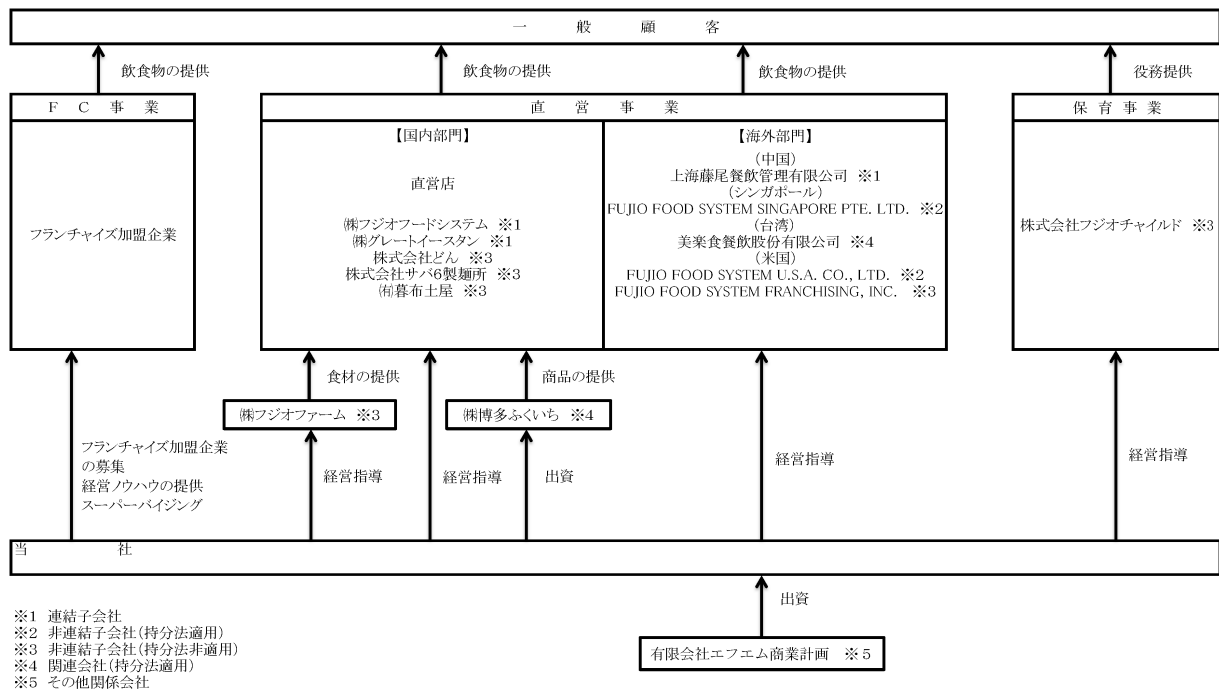 一　般　顧　客
飲食物の提供
飲食物の提供
飲食物の提供
役務提供
Ｆ Ｃ 事 業
直　営　事　業
保 育 事 業
フランチャイズ加盟企業
【国内部門】
直営店
㈱フジオフードシステム ※1
㈱グレートイースタン ※1
株式会社どん ※3
株式会社サバ6製麺所 ※3
㈲暮布土屋 ※3
【海外部門】
(中国)
上海藤尾餐飲管理有限公司 ※1
(シンガポール)
FUJIO FOOD SYSTEM SINGAPORE PTE. LTD. ※2
(台湾)
美楽食餐飲股份有限公司 ※4
(米国)
FUJIO FOOD SYSTEM U.S.A. CO., LTD. ※2
FUJIO FOOD SYSTEM FRANCHISING, INC. ※3
株式会社フジオチャイルド ※3
食材の提供
商品の提供
㈱フジオファーム ※3
㈱博多ふくいち ※4
フランチャイズ加盟企業
の募集
経営ノウハウの提供
スーパーバイジング
経営指導
経営指導
出資
経営指導
経営指導
当　社
出資
有限会社エフエム商業計画 ※5
※1 連結子会社
※2 非連結子会社(持分法適用)
※3 非連結子会社(持分法非適用)
※4 関連会社(持分法適用)
※5 その他関係会社